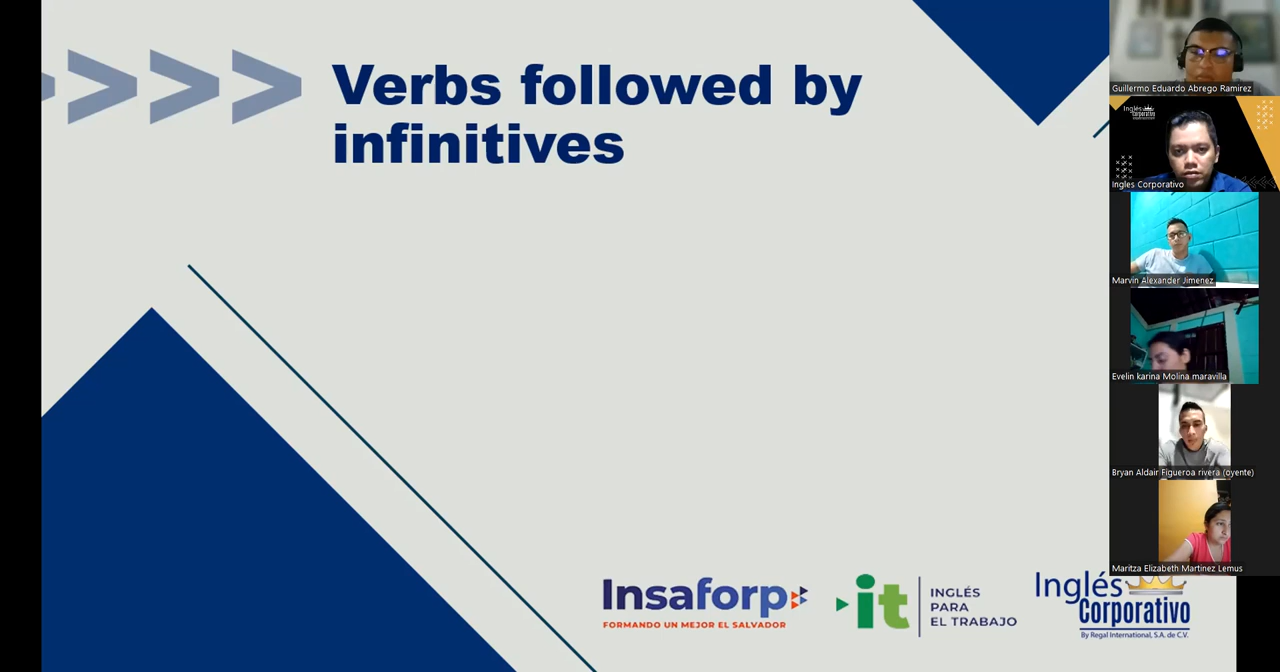 Verbs followed by
infinitives
Insaforp
FORMANDO UN MEJOR EL SALVADOR
it
INGLÉS
PARA
EL TRABAJO
Inglés
Corporativo
By Regal International, S.A. de C.V.
Guillermo Eduardo Abrego Ramirez
Inglés
Corporativo
Ingles Corporativo
Marvin Alexander Jimenez
Evelin karina Molina maravilla
Bryan Aldair Figueroa rivera (oyente)
Maritza Elizabeth Martinez Lemus